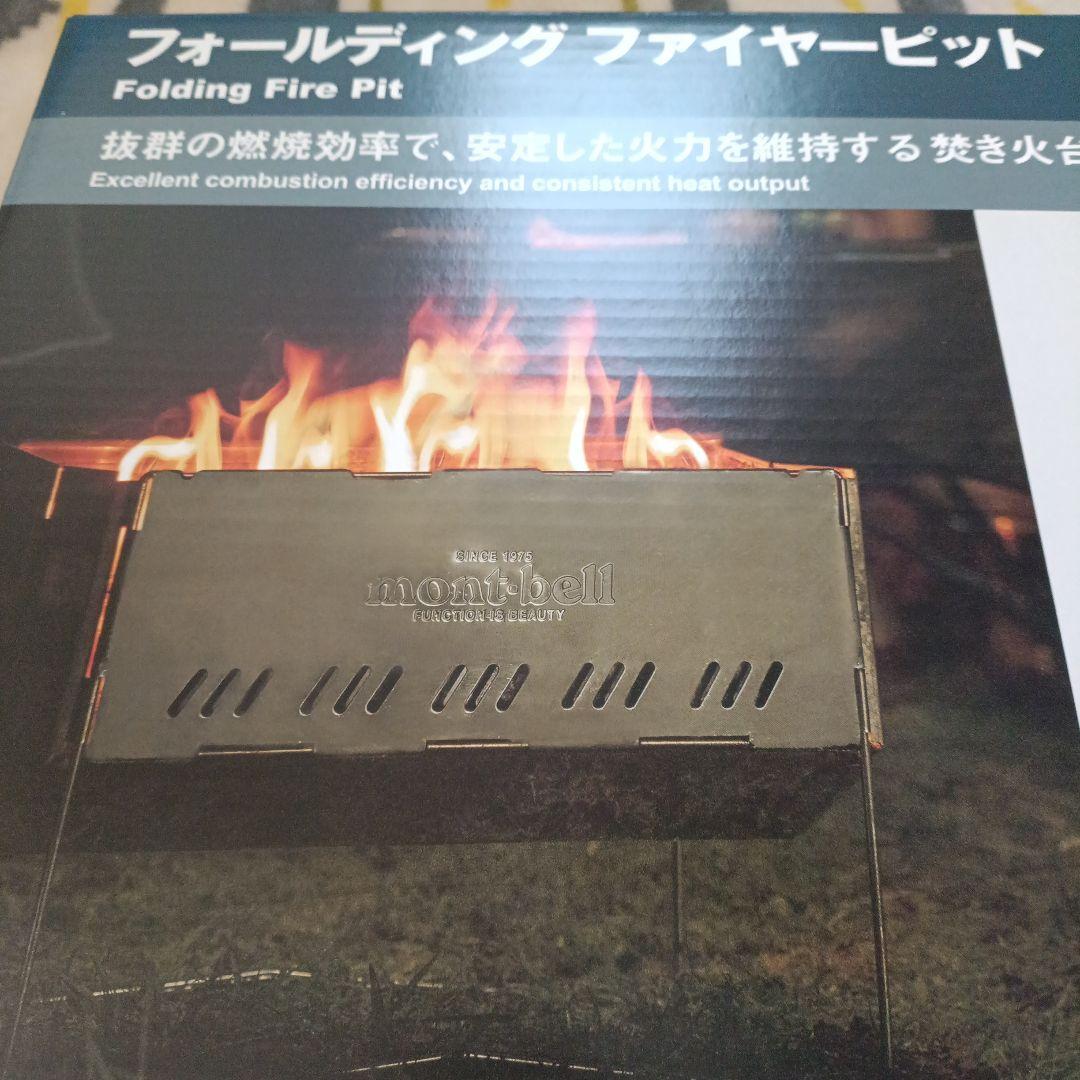 フォールディング ファイヤーピット
Folding Fire Pit
抜群の燃焼効率で、安定した火力を維持する焚き火台
Excellent combustion efficiency and consistent heat output
SINCE 1975
mont-bell
FUNCTION IS BEAUTY